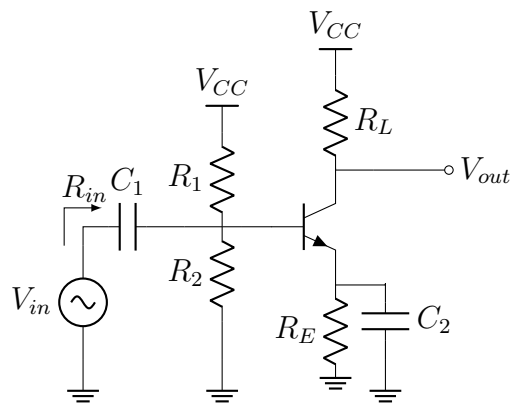 V_CC
V_CC
R_L
R_1
V_out
R_in
C_1
R_2
V_in
R_E
C_2